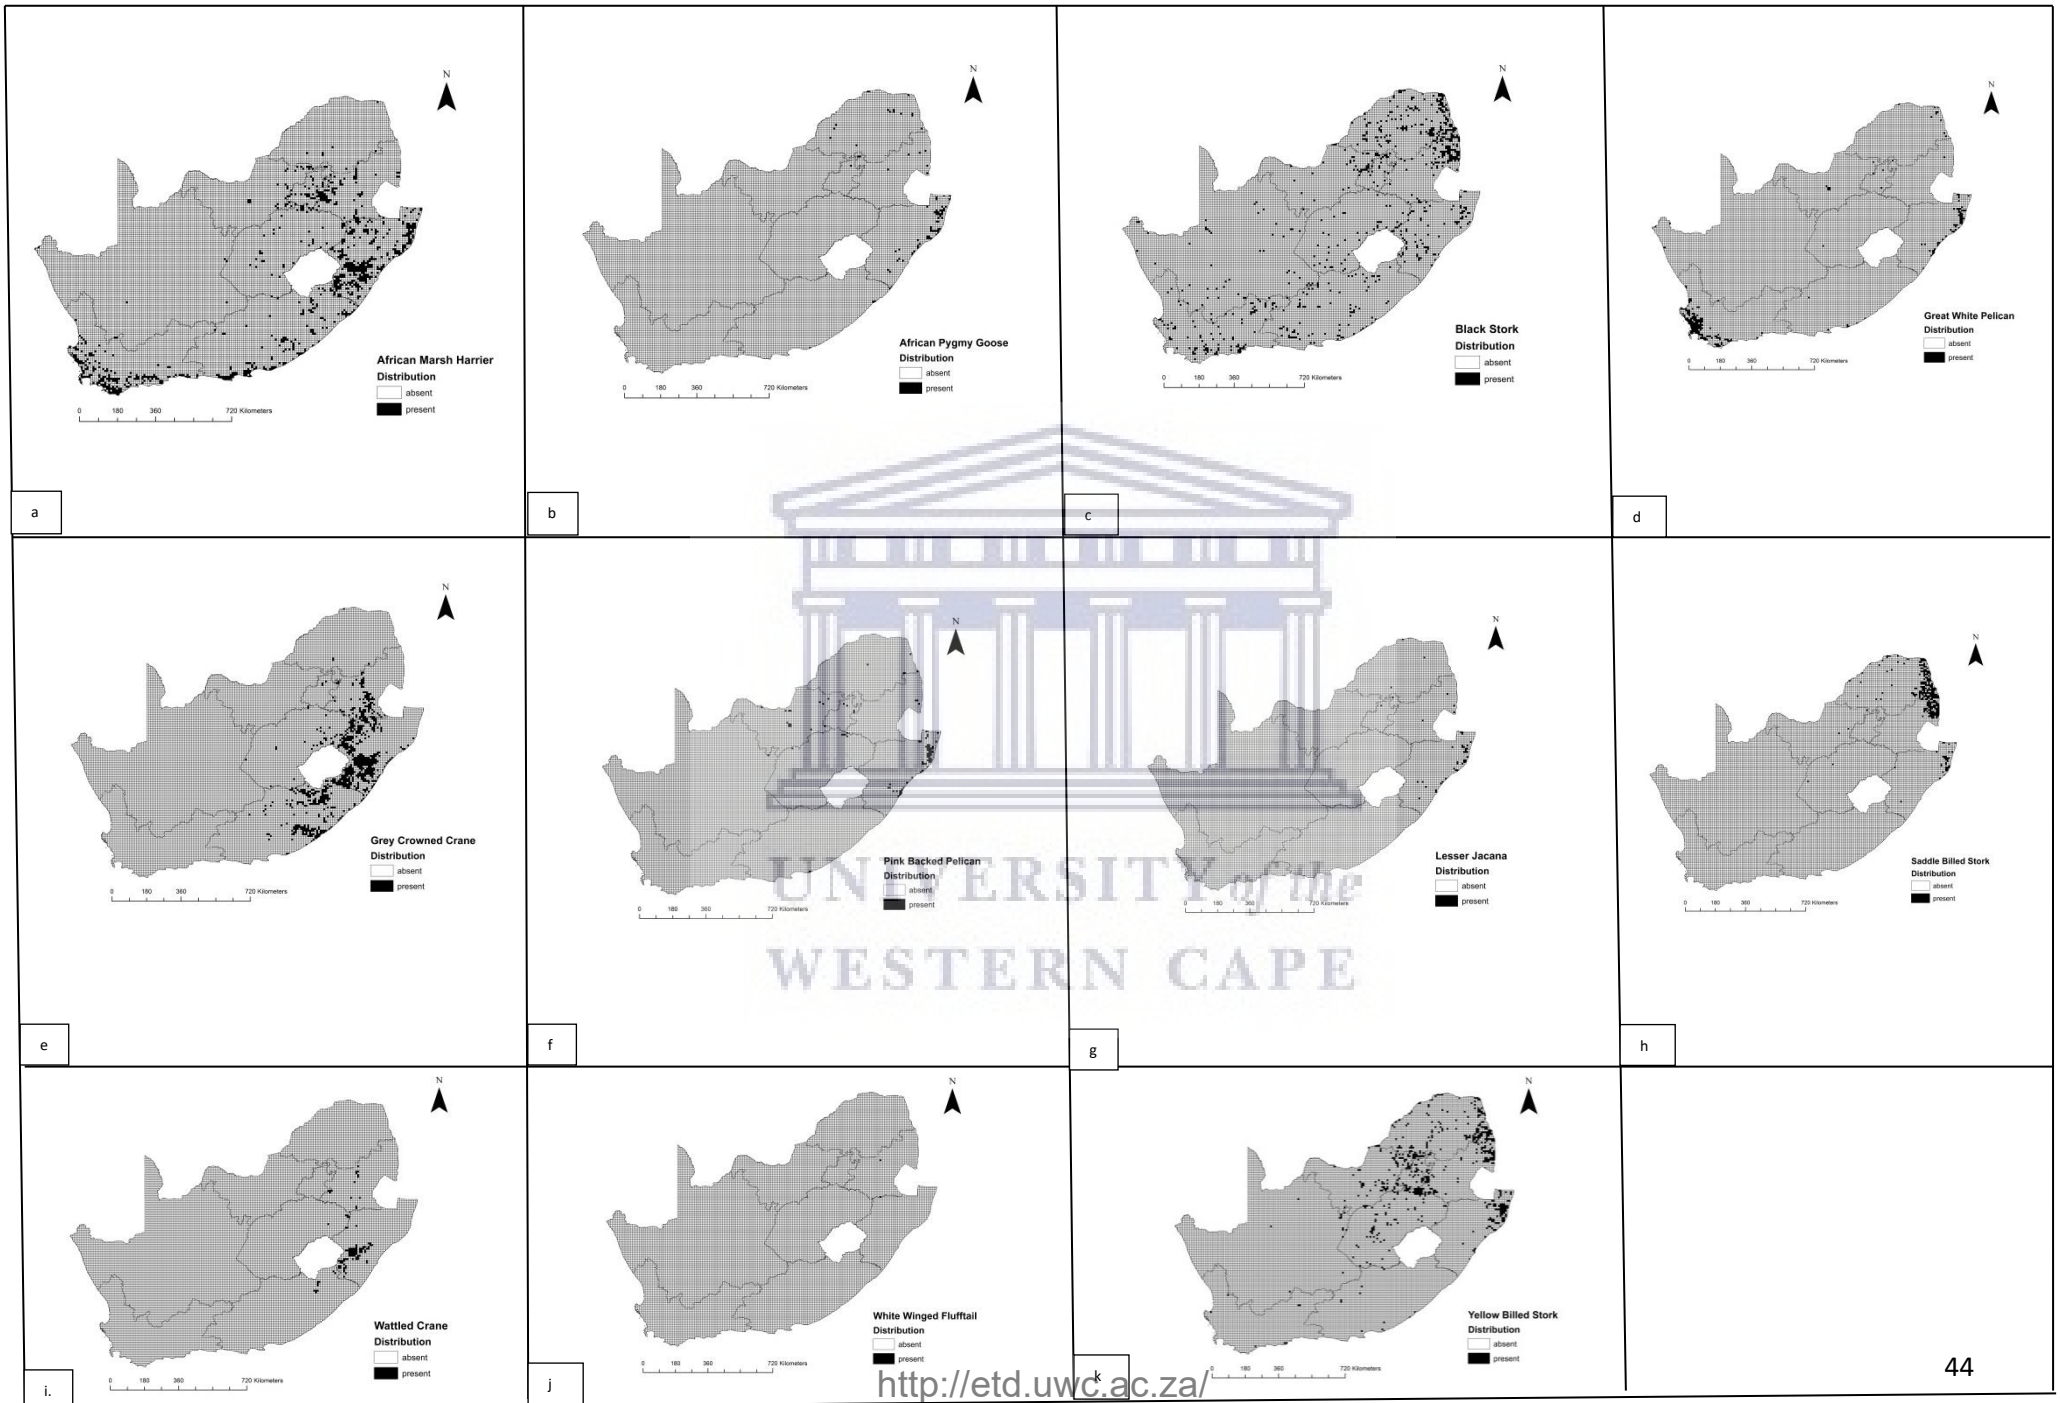 N
African Marsh Harrier
Distribution
absent
present
0 180 360 720 Kilometers
a
N
African Pygmy Goose
Distribution
absent
present
0 180 360 720 Kilometers
b
N
Black Stork
Distribution
absent
present
0 180 360 720 Kilometers
c
N
Great White Pelican
Distribution
absent
present
0 180 360 720 Kilometers
d
N
Grey Crowned Crane
Distribution
absent
present
0 180 360 720 Kilometers
e
N
Pink Backed Pelican
Distribution
absent
present
0 180 360 720 Kilometers
f
N
Lesser Jacana
Distribution
absent
present
0 180 360 720 Kilometers
g
N
Saddle Billed Stork
Distribution
absent
present
0 180 360 720 Kilometers
h
UNIVERSITY of the
WESTERN CAPE
N
Wattled Crane
Distribution
absent
present
0 180 360 720 Kilometers
i.
N
White Winged Flufftail
Distribution
absent
present
0 180 360 720 Kilometers
j
N
Yellow Billed Stork
Distribution
absent
present
0 180 360 720 Kilometers
k
44
http://etd.uwc.ac.za/